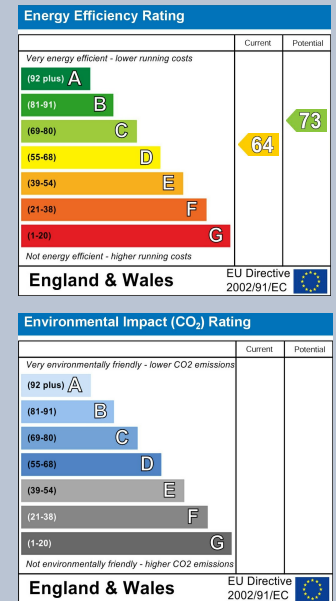 Energy Efficiency Rating
Current Potential
Very energy efficient - lower running costs
(92 plus) A
(81-91) B
(69-80) C
73
(55-68) D
64
(39-54) E
(21-38) F
(1-20) G
Not energy efficient - higher running costs
England & Wales
EU Directive
2002/91/EC
Environmental Impact (CO₂) Rating
Current Potential
Very environmentally friendly - lower CO2 emissions
(92 plus) A
(81-91) B
(69-80) C
(55-68) D
(39-54) E
(21-38) F
(1-20) G
Not environmentally friendly - higher CO2 emissions
England & Wales
EU Directive
2002/91/EC